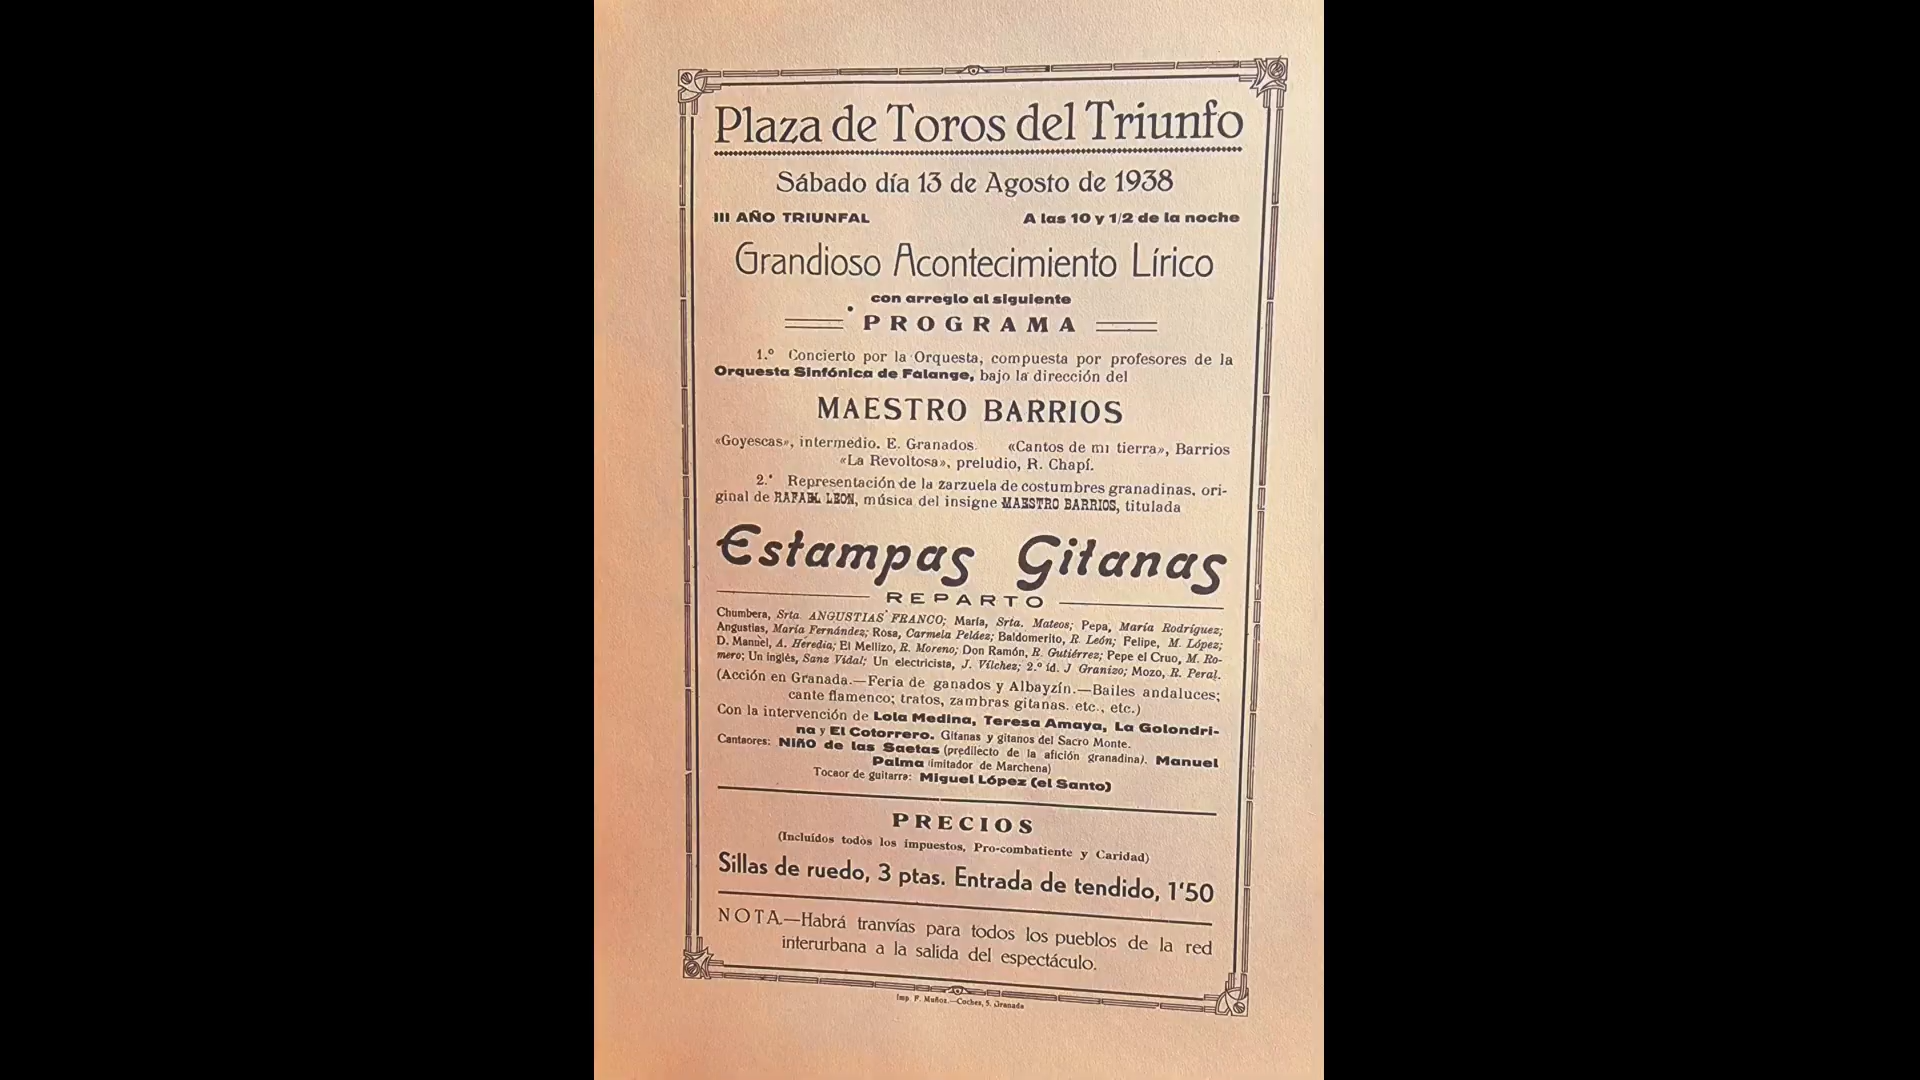 Plaza de Toros del Triunfo
Sábado día 13 de Agosto de 1938
III AÑO TRIUNFAL A las 10 y 1/2 de la noche
Grandioso Acontecimiento Lírico
con arreglo al siguiente
PROGRAMA
1.º Concierto por la Orquesta, compuesta por profesores de la
Orquesta Sinfónica de Falange, bajo la dirección del
MAESTRO BARRIOS
«Goyescas», intermedio. E. Granados. «Cantos de mi tierra», Barrios
«La Revoltosa», preludio, R. Chapí.
2.º Representación de la zarzuela de costumbres granadinas, ori-
ginal de RAFAEL LEON, música del insigne MAESTRO BARRIOS, titulada
Estampas Gitanas
REPARTO
Chumbera, Srta. ANGUSTIAS FRANCO; María, Srta. Mateos; Pepa, María Rodríguez;
Angustias, María Fernández; Rosa, Carmela Peláez; Baldomerito, R. León; Felipe, M. López;
D. Manuel, A. Heredia; El Mellizo, R. Moreno; Don Ramón, R. Gutiérrez; Pepe el Cruo, M. Ro-
mero; Un inglés, Sanz Vidal; Un electricista, J. Vílchez; 2.º íd. J Granizo; Mozo, R. Peral.
(Acción en Granada.—Feria de ganados y Albayzín.—Bailes andaluces;
cante flamenco; tratos, zambras gitanas. etc., etc.)
Con la intervención de Lola Medina, Teresa Amaya, La Golondri-
na y El Cotorrero. Gitanas y gitanos del Sacro Monte.
Cantaores: Niño de las Saetas (predilecto de la afición granadina). Manuel
Palma (imitador de Marchena)
Tocaor de guitarra: Miguel López (el Santo)
PRECIOS
(Incluídos todos los impuestos, Pro-combatiente y Caridad)
Sillas de ruedo, 3 ptas. Entrada de tendido, 1'50
NOTA.—Habrá tranvías para todos los pueblos de la red
interurbana a la salida del espectáculo.
Imp. F. Muñoz.—Coches, 5. Granada